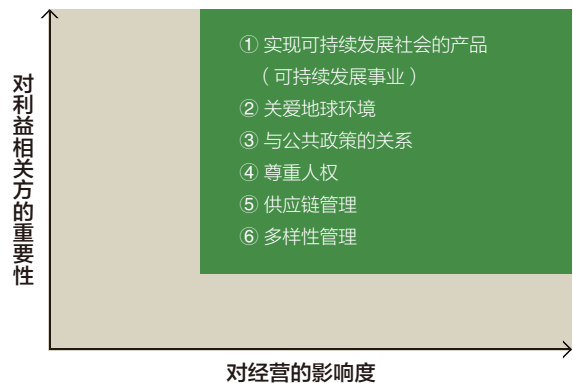 对利益相关方的重要性
① 实现可持续发展社会的产品
（可持续发展事业）
② 关爱地球环境
③ 与公共政策的关系
④ 尊重人权
⑤ 供应链管理
⑥ 多样性管理
对经营的影响度